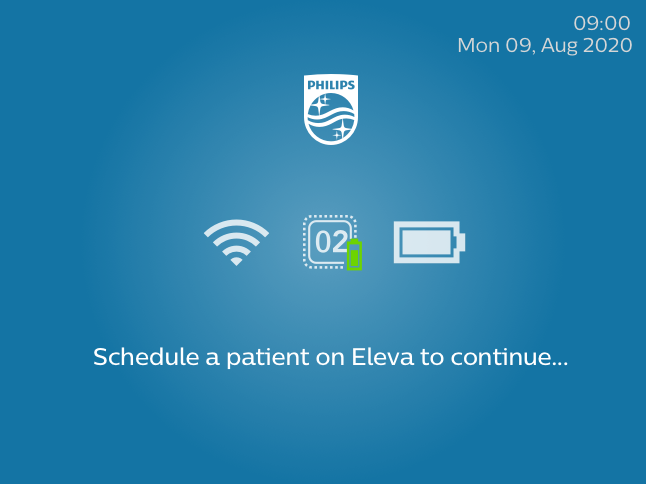 09:00
Mon 09, Aug 2020
PHILIPS
02
Schedule a patient on Eleva to continue...